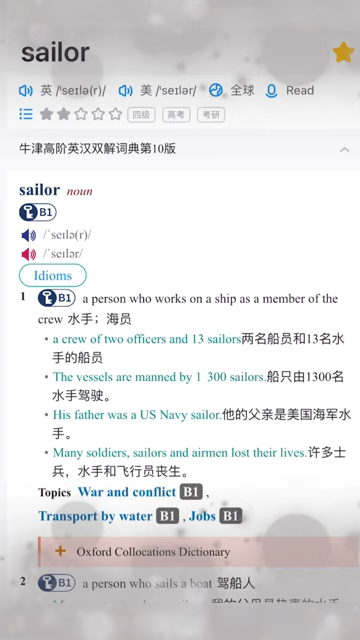 sailor
英 /ˈseɪlə(r)/ 美 /ˈseɪlər/ 全球 Read
四级 高考 考研
牛津高阶英汉双解词典第10版
sailor noun
B1
/ˈseɪlə(r)/
/ˈseɪlər/
Idioms
1 B1 a person who works on a ship as a member of the
crew 水手；海员
• a crew of two officers and 13 sailors两名船员和13名水
手的船员
• The vessels are manned by 1 300 sailors.船只由1300名
水手驾驶。
• His father was a US Navy sailor.他的父亲是美国海军水
手。
• Many soldiers, sailors and airmen lost their lives.许多士
兵，水手和飞行员丧生。
Topics War and conflict B1 ,
Transport by water B1 , Jobs B1
+ Oxford Collocations Dictionary
2 B1 a person who sails a boat 驾船人